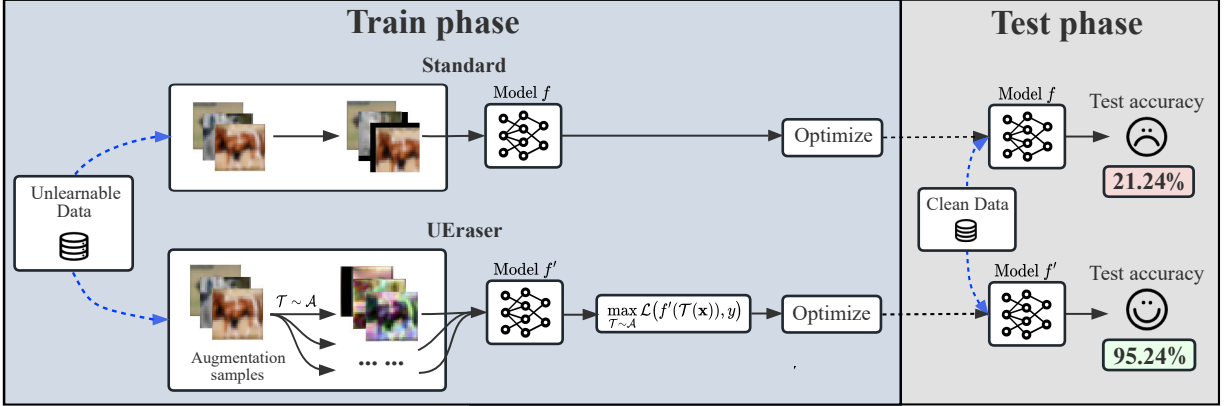 Train phase
Test phase
Standard
Model f
Optimize
Model f
Test accuracy
21.24%
Unlearnable
Data
Clean Data
UEraser
𝒯 ∼ 𝒜
Augmentation
samples
... ...
Model f′
max 𝓛(f′(𝒯(𝐱)), y)
𝒯∼𝒜
Optimize
Model f′
Test accuracy
95.24%